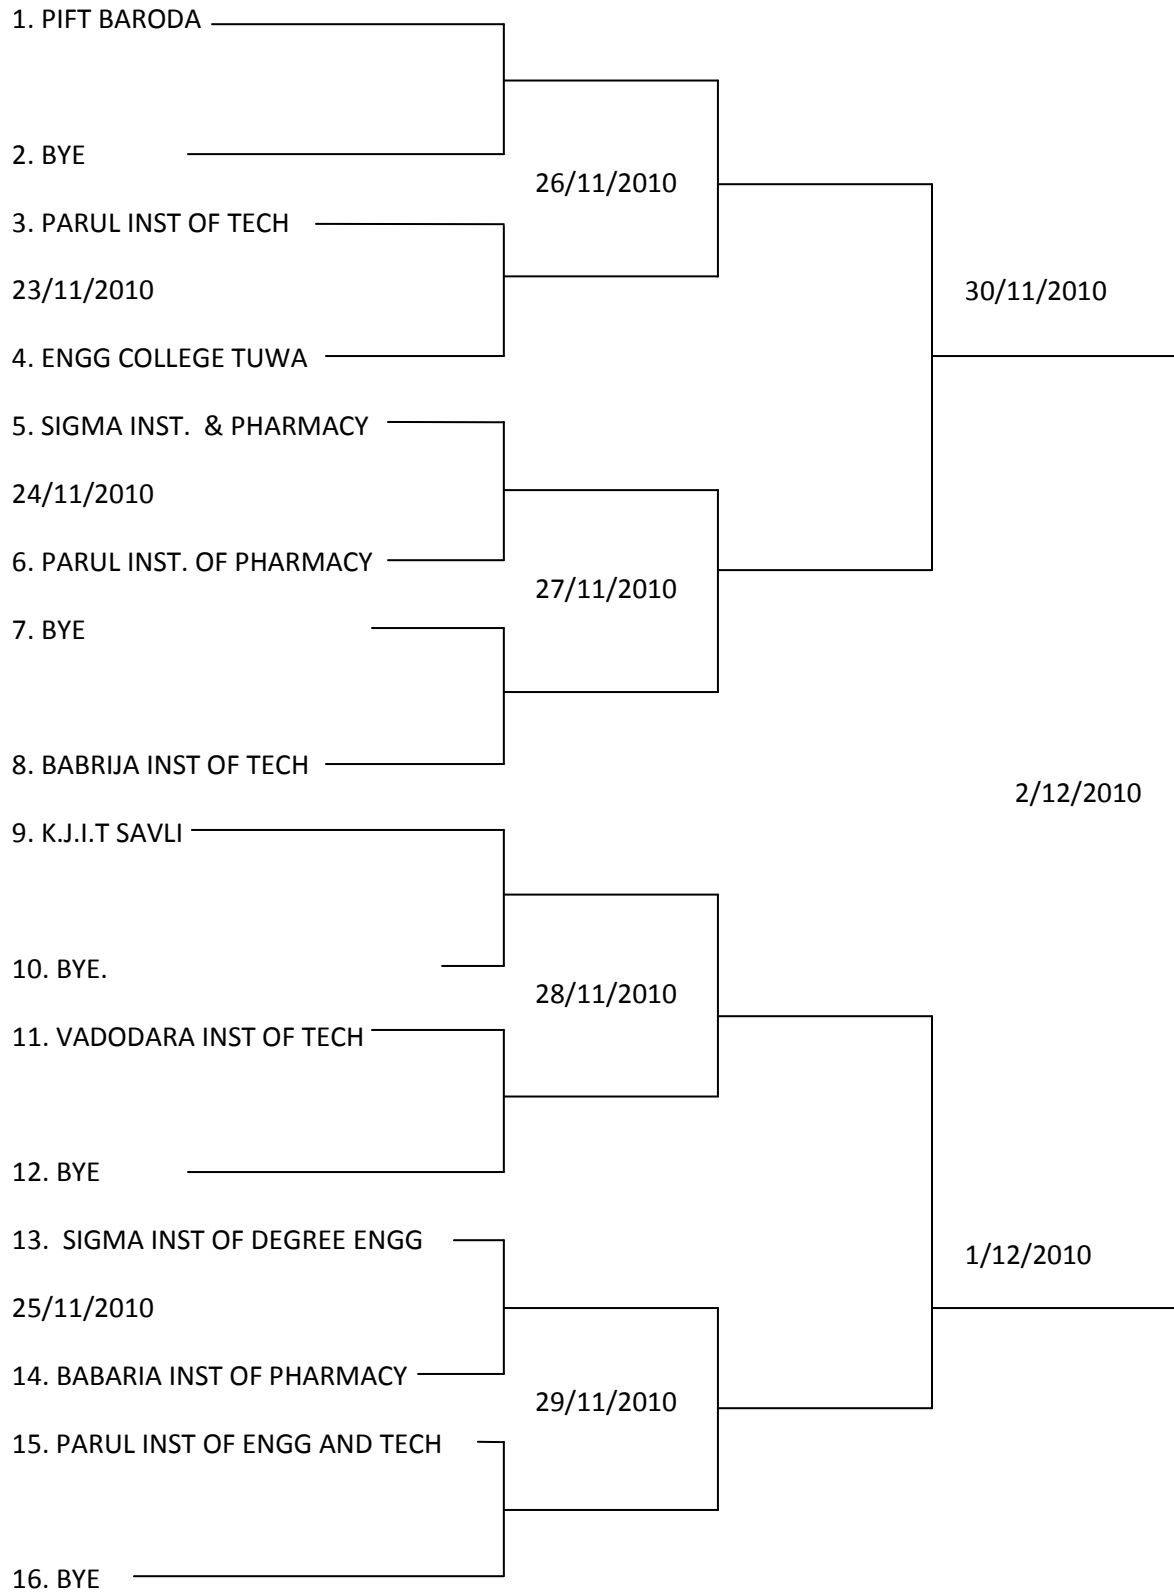 1. PIFT BARODA
2. BYE
26/11/2010
3. PARUL INST OF TECH
23/11/2010
30/11/2010
4. ENGG COLLEGE TUWA
5. SIGMA INST.  & PHARMACY
24/11/2010
6. PARUL INST. OF PHARMACY
27/11/2010
7. BYE
8. BABRIJA INST OF TECH
2/12/2010
9. K.J.I.T SAVLI
10. BYE.
28/11/2010
11. VADODARA INST OF TECH
12. BYE
13.  SIGMA INST OF DEGREE ENGG
1/12/2010
25/11/2010
14. BABARIA INST OF PHARMACY
29/11/2010
15. PARUL INST OF ENGG AND TECH
16. BYE